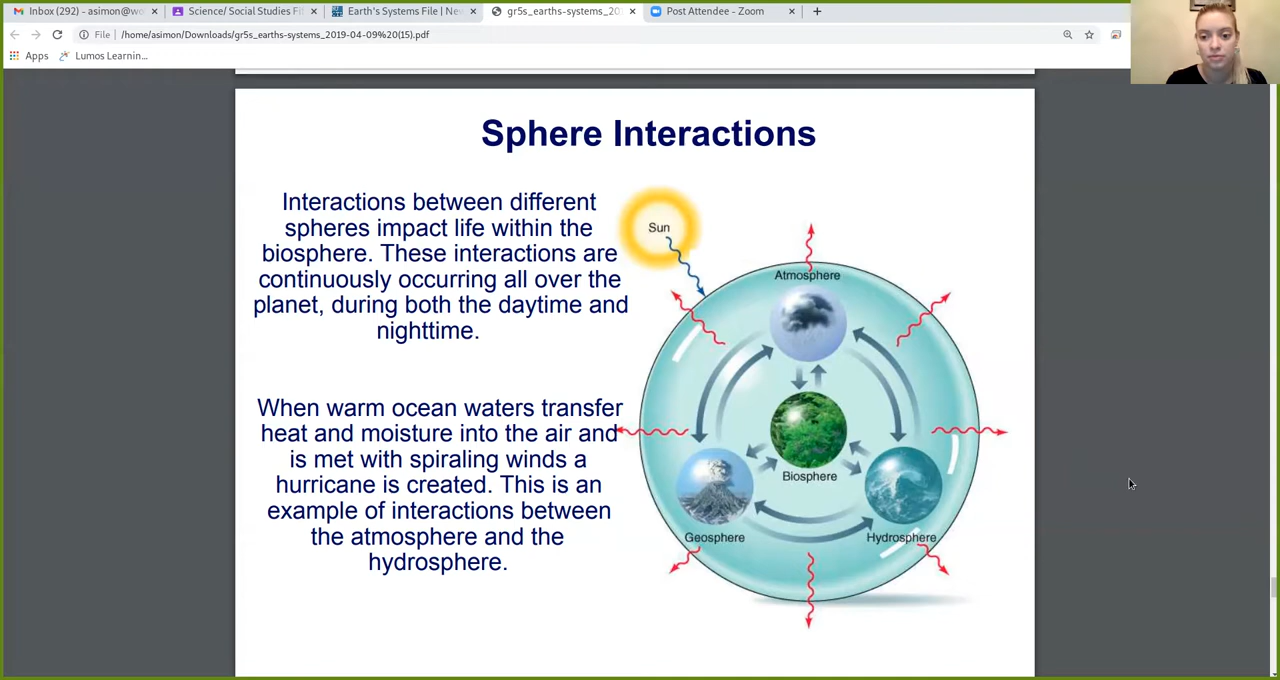 Inbox (292) - asimon@wo
Science/ Social Studies Fi
Earth's Systems File | Ne
gr5s_earths-systems_20
Post Attendee - Zoom
File
/home/asimon/Downloads/gr5s_earths-systems_2019-04-09%20(15).pdf
Apps
Lumos Learnin...
Sphere Interactions
Interactions between different
spheres impact life within the
biosphere. These interactions are
continuously occurring all over the
planet, during both the daytime and
nighttime.
When warm ocean waters transfer
heat and moisture into the air and
is met with spiraling winds a
hurricane is created. This is an
example of interactions between
the atmosphere and the
hydrosphere.
Sun
Atmosphere
Biosphere
Geosphere
Hydrosphere